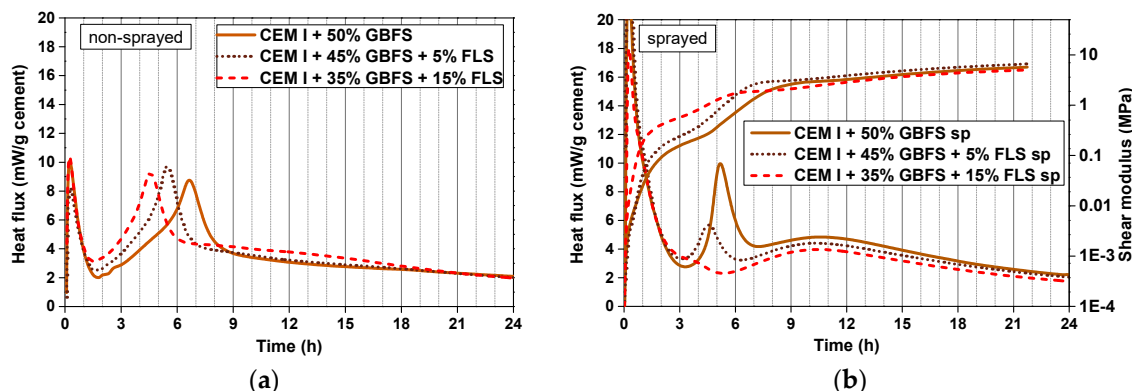 non-sprayed
CEM I + 50% GBFS
CEM I + 45% GBFS + 5% FLS
CEM I + 35% GBFS + 15% FLS
Heat flux (mW/g cement)
20
18
16
14
12
10
8
6
4
2
0
0 3 6 9 12 15 18 21 24
Time (h)
(a)
sprayed
CEM I + 50% GBFS sp
CEM I + 45% GBFS + 5% FLS sp
CEM I + 35% GBFS + 15% FLS sp
Heat flux (mW/g cement)
20
18
16
14
12
10
8
6
4
2
0
Shear modulus (MPa)
10
1
0.1
0.01
1E-3
1E-4
0 3 6 9 12 15 18 21 24
Time (h)
(b)